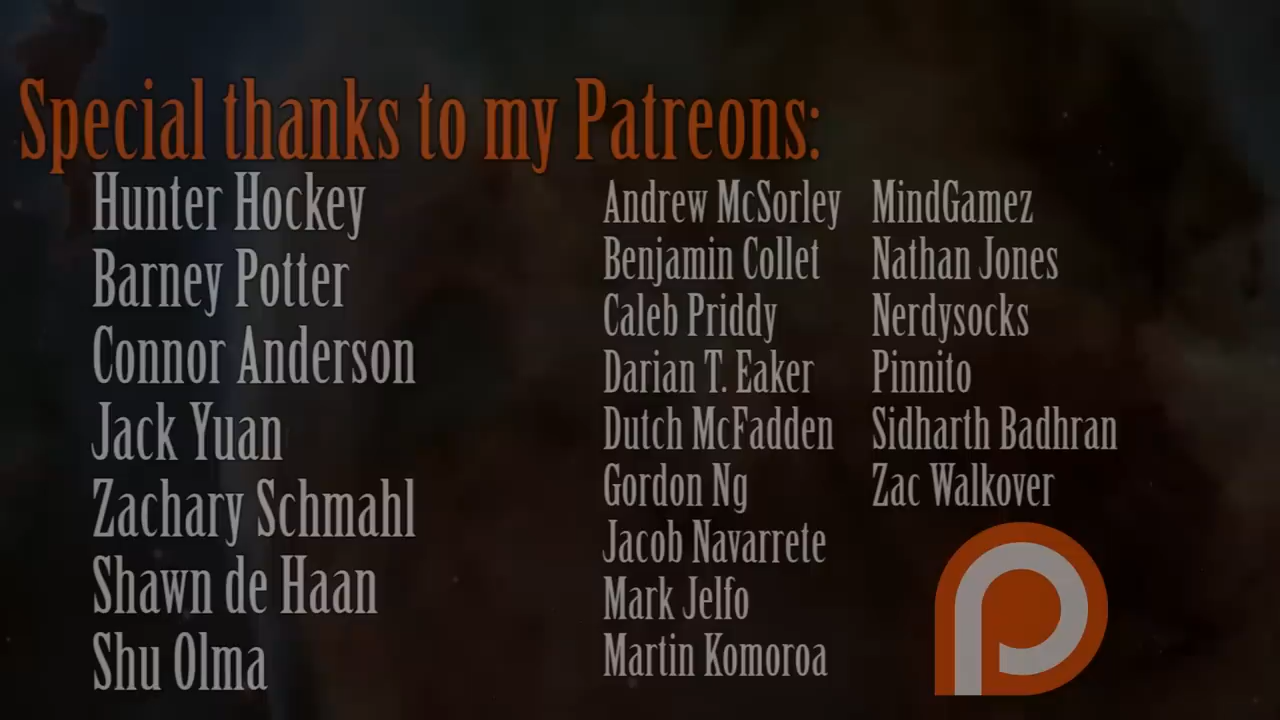 Special thanks to my Patreons:
Hunter Hockey
Barney Potter
Connor Anderson
Jack Yuan
Zachary Schmahl
Shawn de Haan
Shu Olma
Andrew McSorley
Benjamin Collet
Caleb Priddy
Darian T. Eaker
Dutch McFadden
Gordon Ng
Jacob Navarrete
Mark Jelfo
Martin Komoroa
MindGamez
Nathan Jones
Nerdysocks
Pinnito
Sidharth Badhran
Zac Walkover